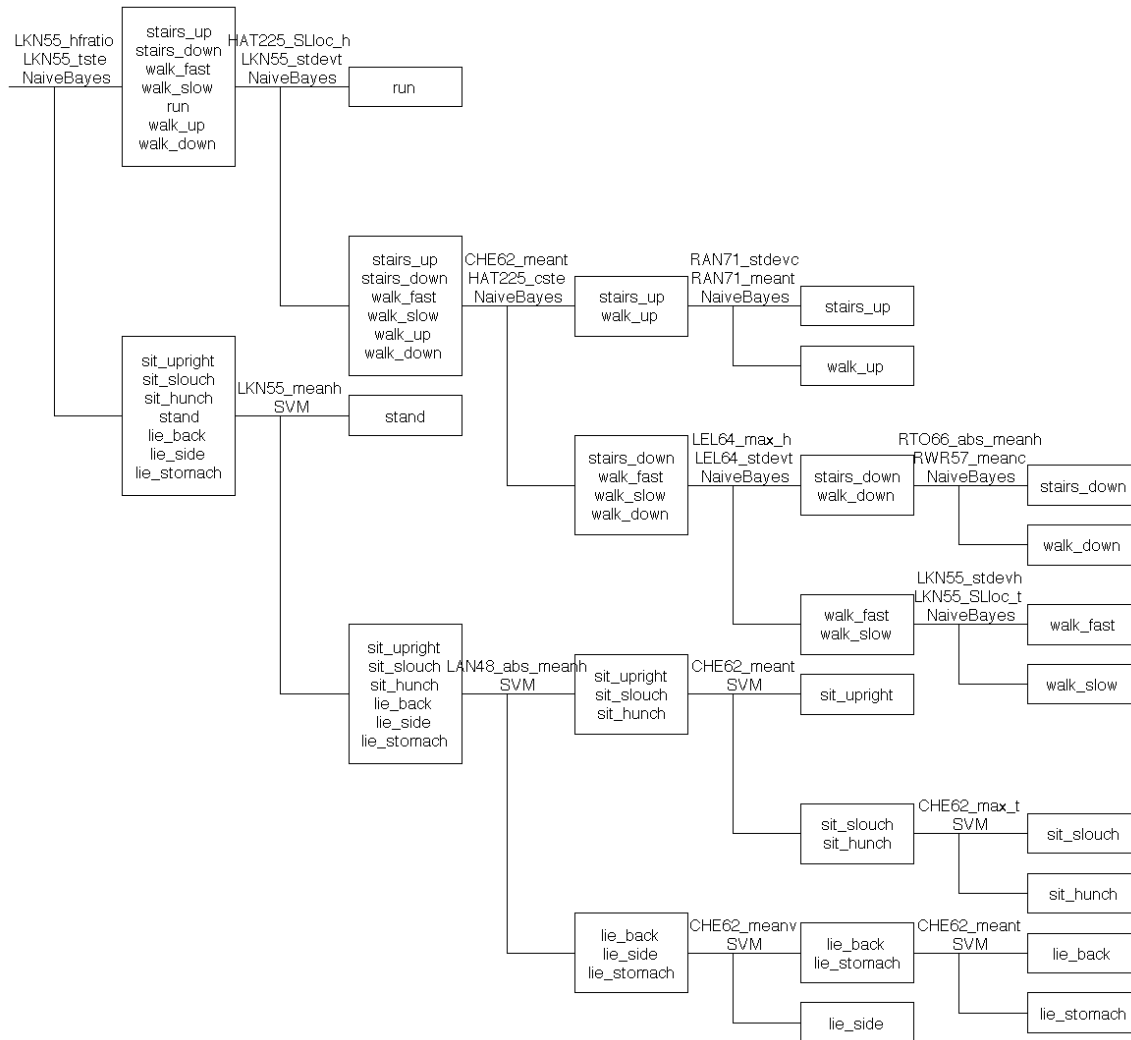 LKN55_hfratio
LKN55_tste
NaiveBayes
stairs_up
stairs_down
walk_fast
walk_slow
run
walk_up
walk_down
HAT225_SLloc_h
LKN55_stdevt
NaiveBayes
run
stairs_up
stairs_down
walk_fast
walk_slow
walk_up
walk_down
CHE62_meant
HAT225_cste
NaiveBayes
stairs_up
walk_up
RAN71_stdevc
RAN71_meant
NaiveBayes
stairs_up
walk_up
sit_upright
sit_slouch
sit_hunch
stand
lie_back
lie_side
lie_stomach
LKN55_meanh
SVM
stand
stairs_down
walk_fast
walk_slow
walk_down
LEL64_max_h
LEL64_stdevt
NaiveBayes
stairs_down
walk_down
RTO66_abs_meanh
RWR57_meanc
NaiveBayes
stairs_down
walk_down
walk_fast
walk_slow
LKN55_stdevh
LKN55_SLloc_t
NaiveBayes
walk_fast
walk_slow
sit_upright
sit_slouch
sit_hunch
lie_back
lie_side
lie_stomach
LAN48_abs_meanh
SVM
sit_upright
sit_slouch
sit_hunch
CHE62_meant
SVM
sit_upright
sit_slouch
sit_hunch
CHE62_max_t
SVM
sit_slouch
sit_hunch
lie_back
lie_side
lie_stomach
CHE62_meanv
SVM
lie_back
lie_stomach
CHE62_meant
SVM
lie_back
lie_stomach
lie_side